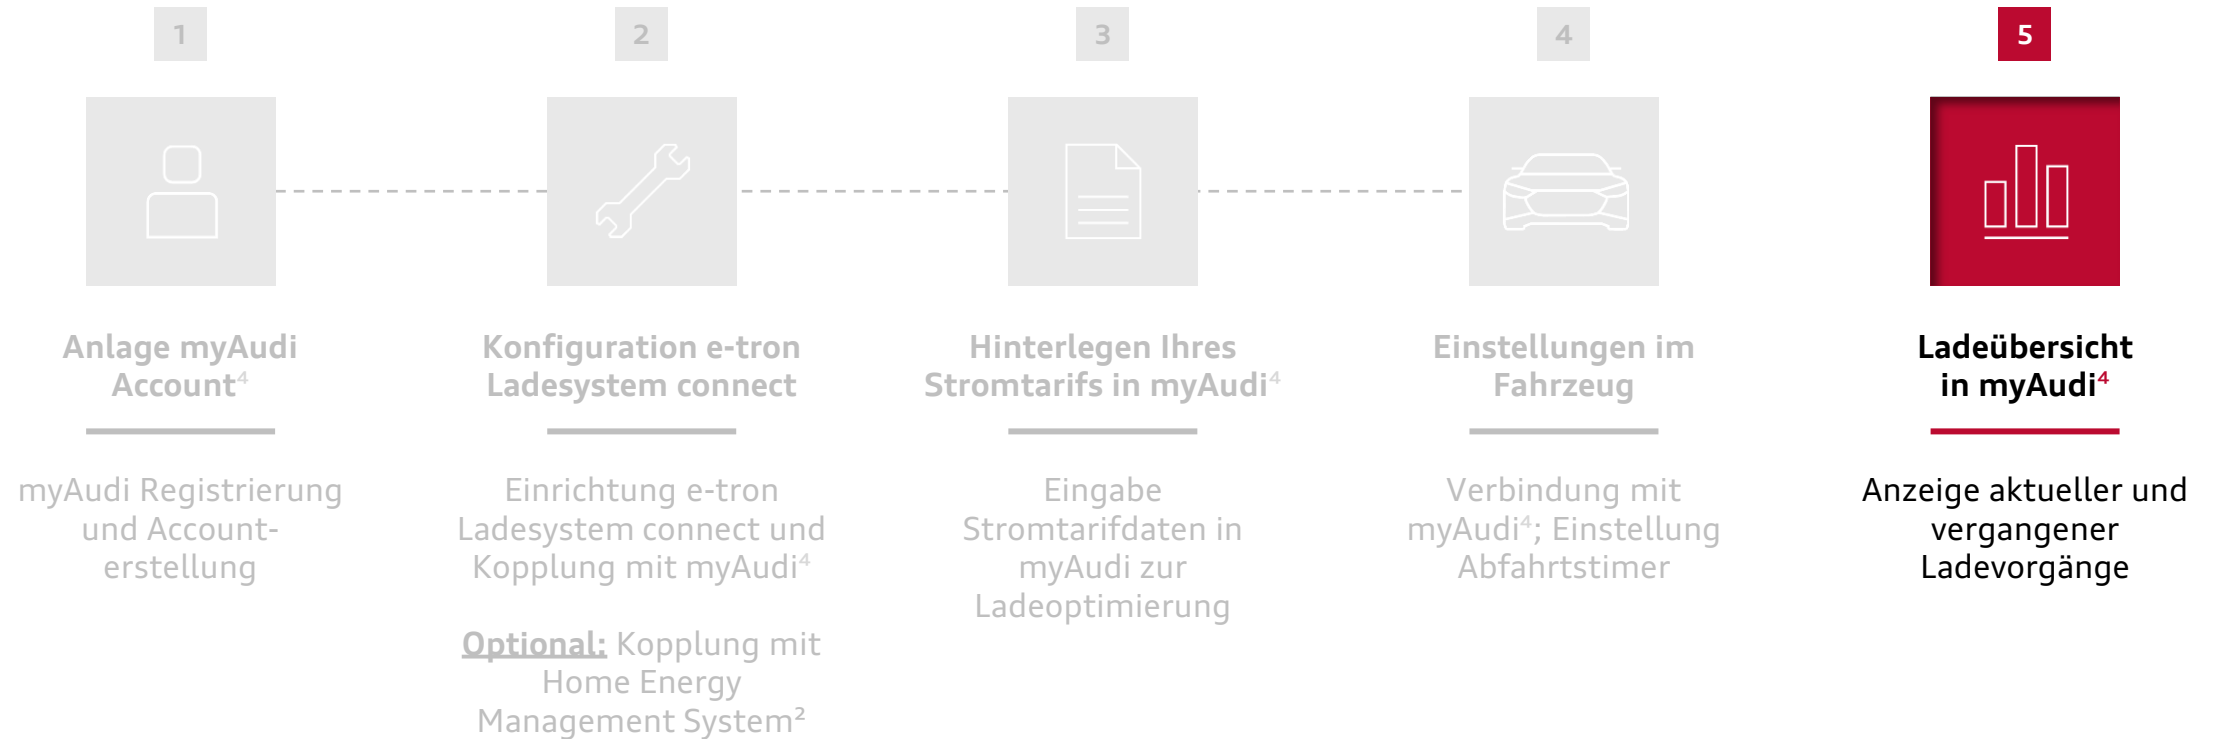 1
Anlage myAudi
Account⁴
myAudi Registrierung
und Account-
erstellung
2
Konfiguration e-tron
Ladesystem connect
Einrichtung e-tron
Ladesystem connect und
Kopplung mit myAudi⁴
Optional: Kopplung mit
Home Energy
Management System²
3
Hinterlegen Ihres
Stromtarifs in myAudi⁴
Eingabe
Stromtarifdaten in
myAudi zur
Ladeoptimierung
4
Einstellungen im
Fahrzeug
Verbindung mit
myAudi⁴; Einstellung
Abfahrtstimer
5
Ladeübersicht
in myAudi⁴
Anzeige aktueller und
vergangener
Ladevorgänge